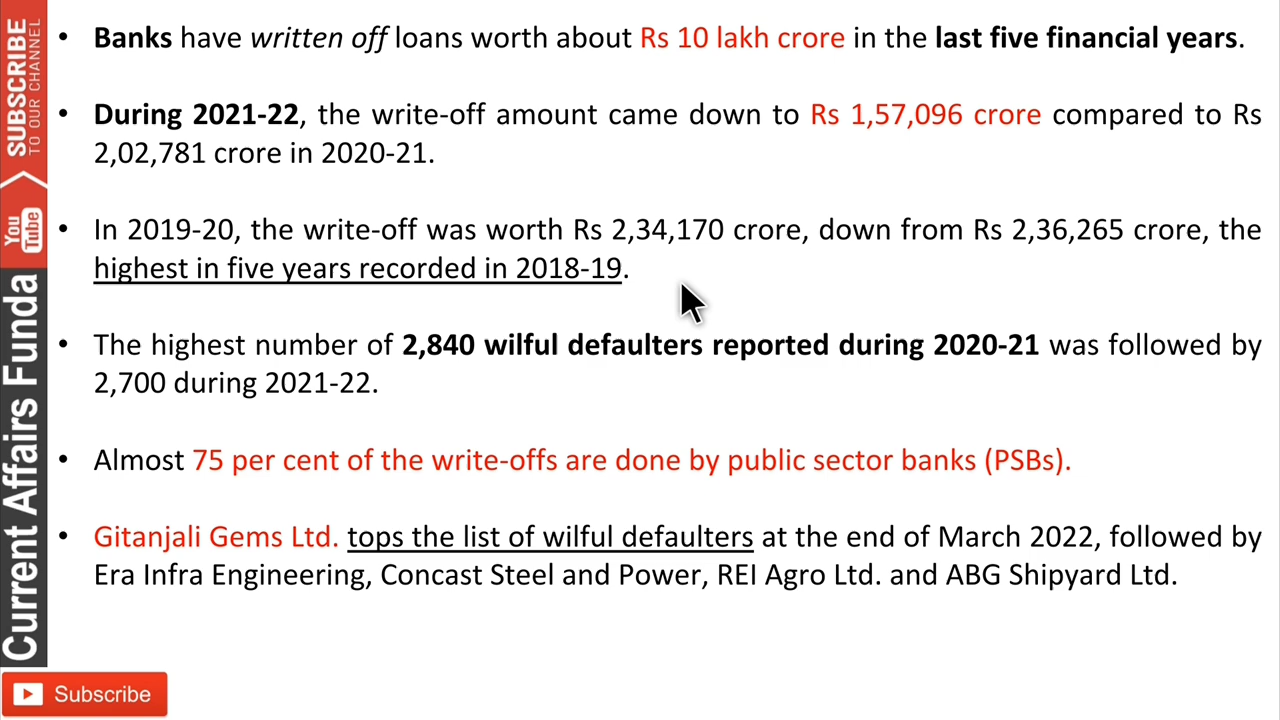 • Banks have written off loans worth about Rs 10 lakh crore in the last five financial years.
• During 2021-22, the write-off amount came down to Rs 1,57,096 crore compared to Rs
2,02,781 crore in 2020-21.
• In 2019-20, the write-off was worth Rs 2,34,170 crore, down from Rs 2,36,265 crore, the
highest in five years recorded in 2018-19.
• The highest number of 2,840 wilful defaulters reported during 2020-21 was followed by
2,700 during 2021-22.
• Almost 75 per cent of the write-offs are done by public sector banks (PSBs).
• Gitanjali Gems Ltd. tops the list of wilful defaulters at the end of March 2022, followed by
Era Infra Engineering, Concast Steel and Power, REI Agro Ltd. and ABG Shipyard Ltd.
SUBSCRIBE
TO OUR CHANNEL
You
Tube
Current Affairs Funda
Subscribe